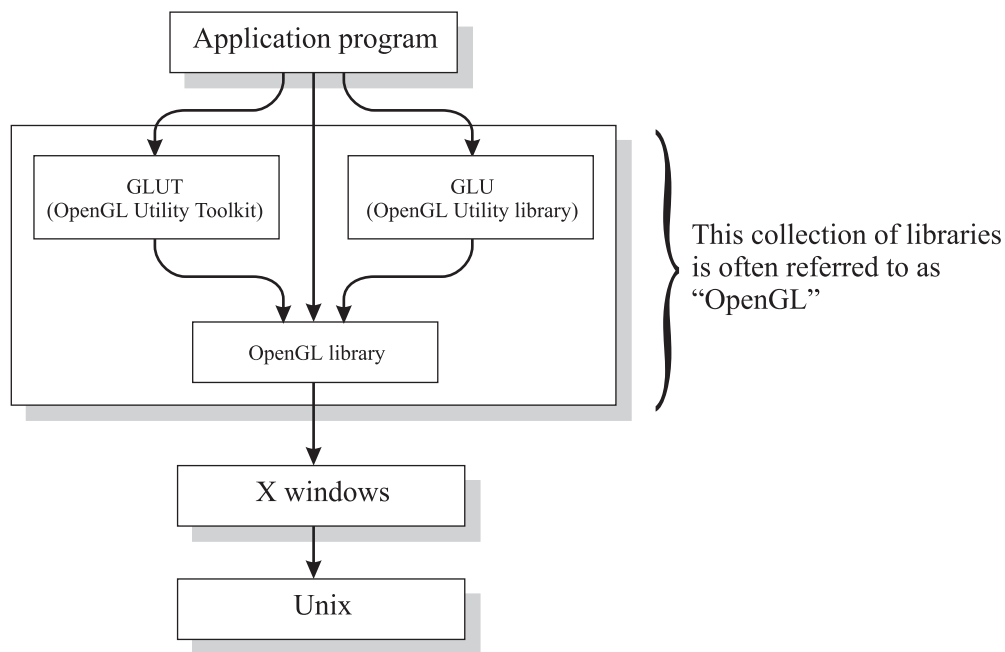 Application program
GLUT
(OpenGL Utility Toolkit)
GLU
(OpenGL Utility library)
This collection of libraries
is often referred to as
“OpenGL”
OpenGL library
X windows
Unix